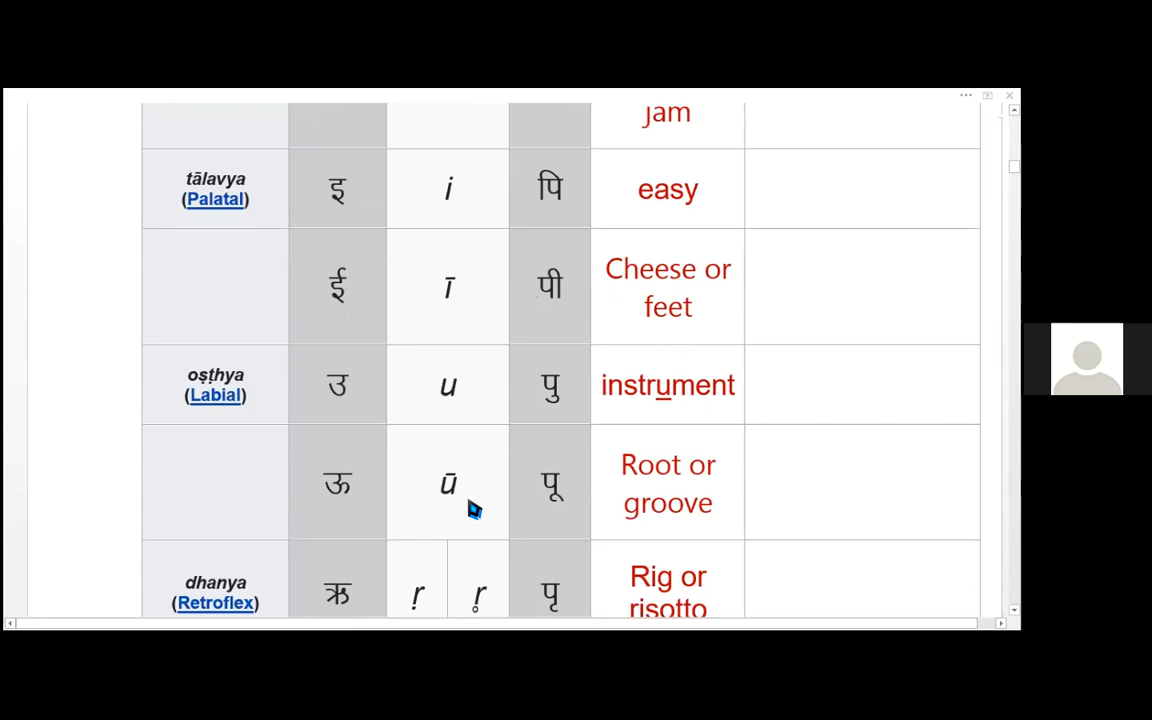 jam
tālavya
(Palatal)
इ
i
पि
easy
ई
ī
पी
Cheese or
feet
oṣṭhya
(Labial)
उ
u
पु
instrument
ऊ
ū
पू
Root or
groove
dhanya
(Retroflex)
ऋ
ṛ
r̥
पृ
Rig or
risotto